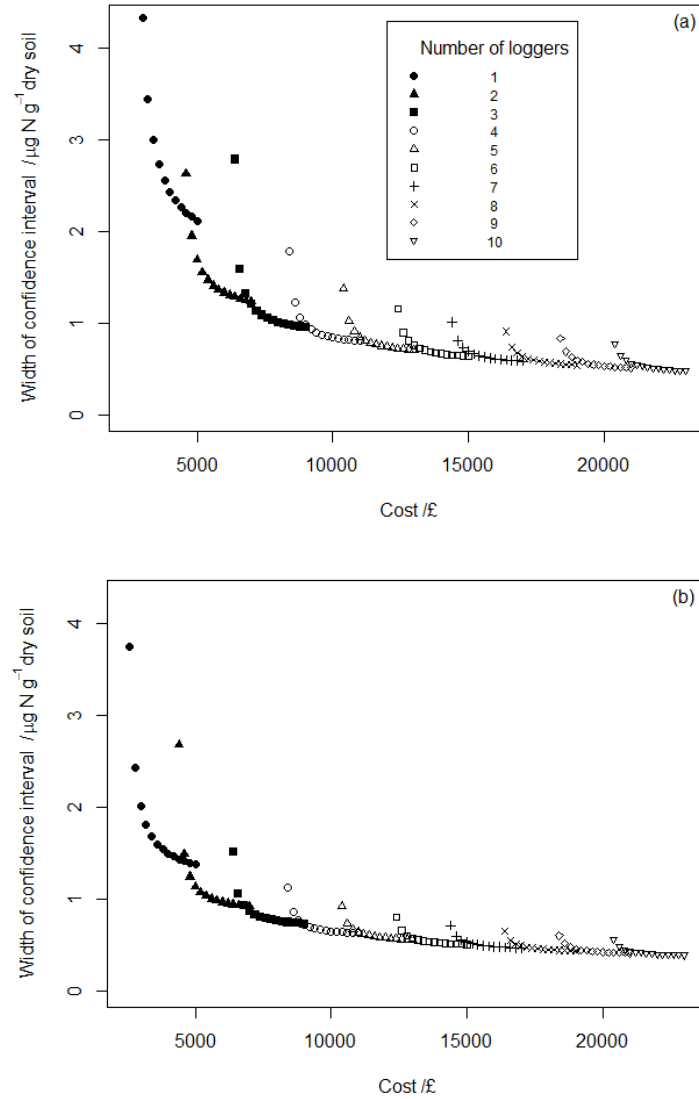 (a)
Number of loggers
1
2
3
4
5
6
7
8
9
10
4
3
2
1
0
Width of confidence interval / μg N g⁻¹ dry soil
5000 10000 15000 20000
Cost /£
(b)
4
3
2
1
0
Width of confidence interval / μg N g⁻¹ dry soil
5000 10000 15000 20000
Cost /£